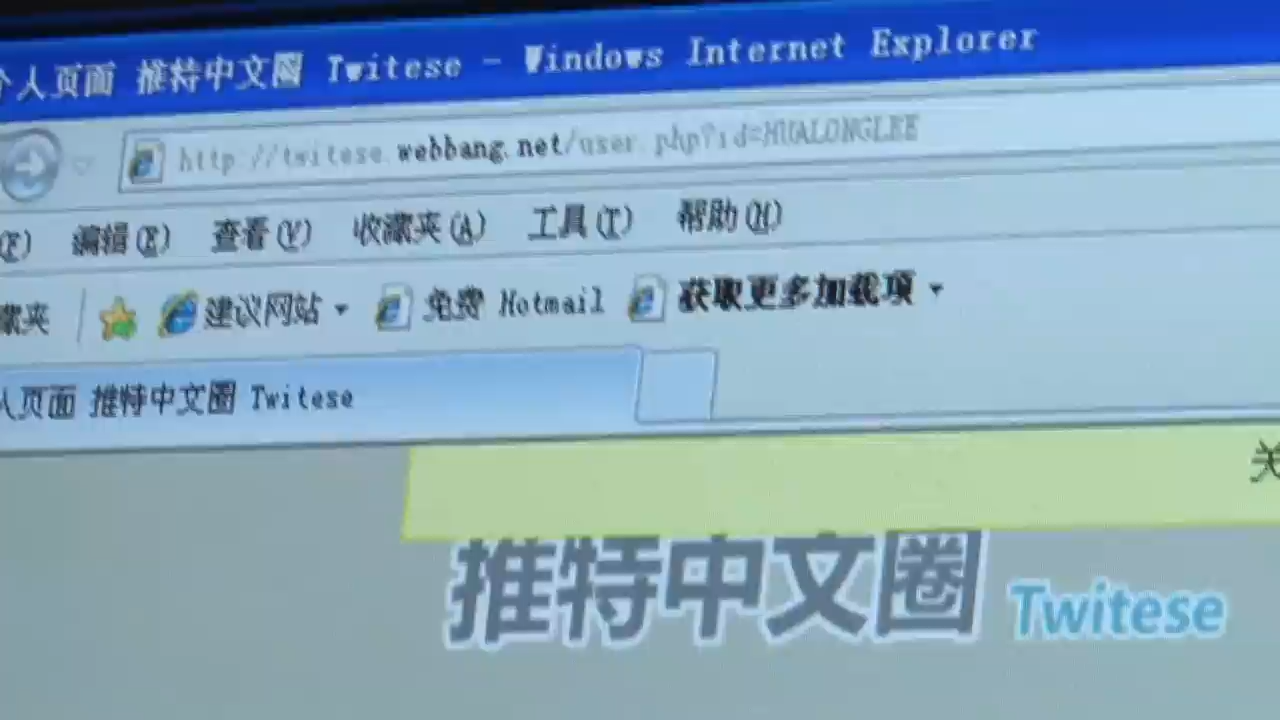 个人页面 推特中文圈 Twitese - Windows Internet Explorer
http://twitese.webbang.net/user.php?id=HUALONGLEE
(F) 编辑(E) 查看(V) 收藏夹(A) 工具(T) 帮助(H)
藏夹 建议网站 免费 Hotmail 获取更多加载项
人页面 推特中文圈 Twitese
关
推特中文圈 Twitese